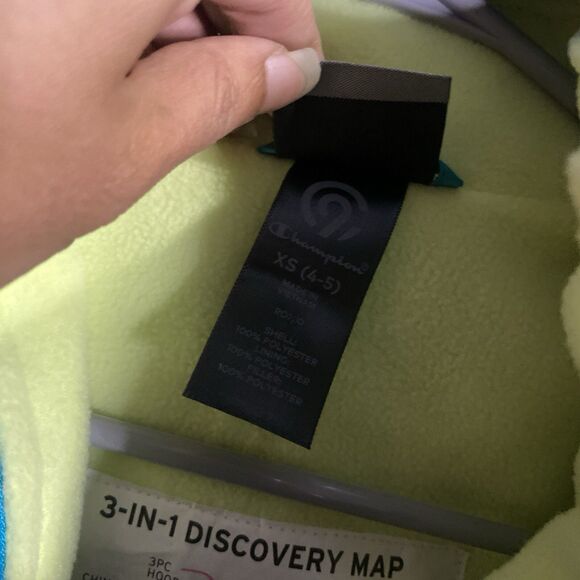 Champion
XS (4-5)
MADE IN
VIETNAM
SHELL:
100% POLYESTER
LINING:
100% POLYESTER
FILLER:
100% POLYESTER
3-IN-1 DISCOVERY MAP
3PC